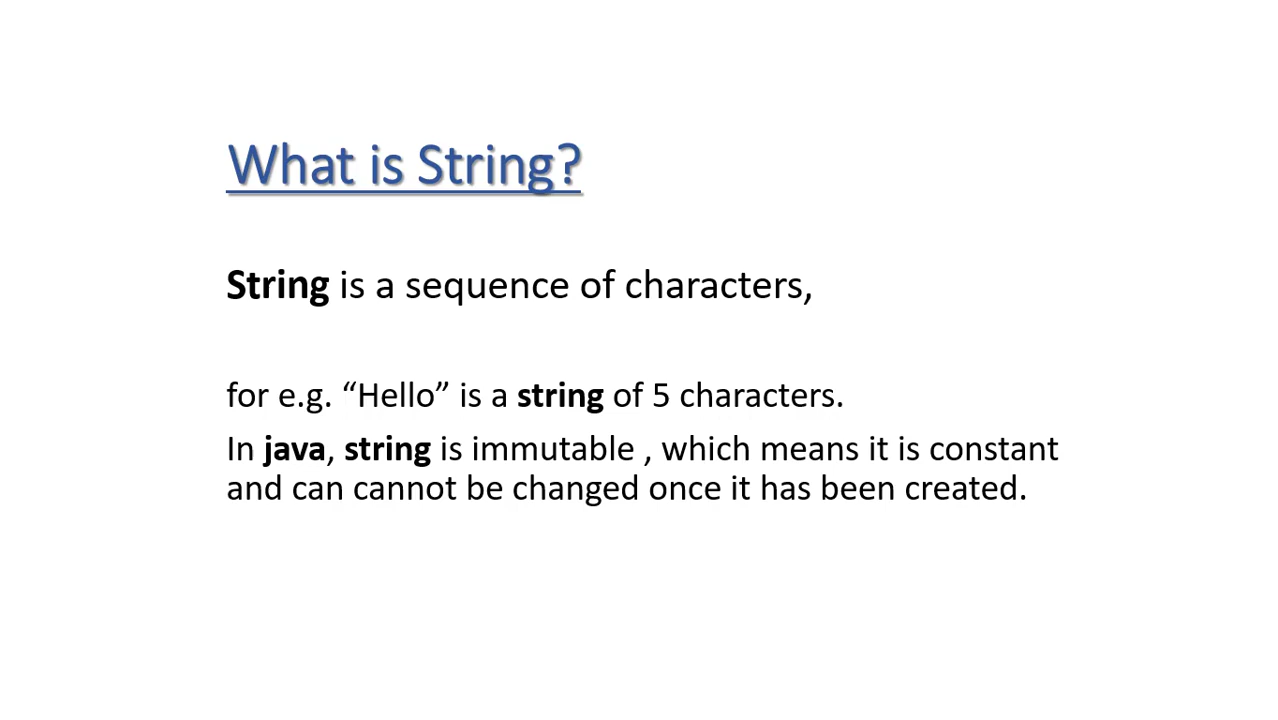 What is String?
String is a sequence of characters,
for e.g. “Hello” is a string of 5 characters.
In java, string is immutable , which means it is constant
and can cannot be changed once it has been created.